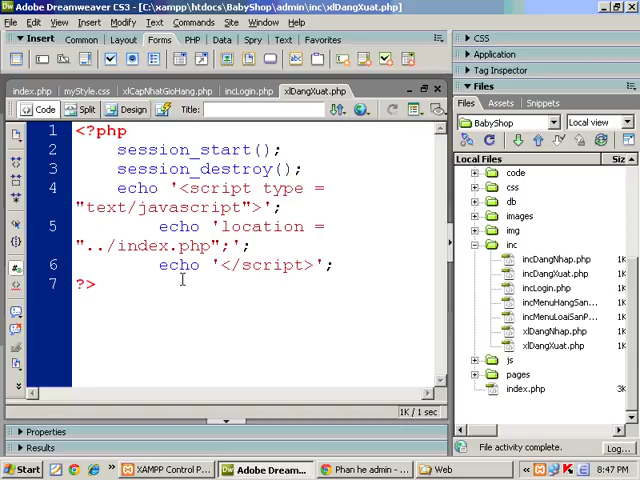 Adobe Dreamweaver CS3 - [C:\xampp\htdocs\BabyShop\admin\inc\xlDangXuat.php]
File Edit View Insert Modify Text Commands Site Window Help
Insert Common Layout Forms PHP Data Spry Text Favorites
index.php myStyle.css xlCapNhatGioHang.php incLogin.php xlDangXuat.php
Code Split Design Title:
1 <?php
2 session_start();
3 session_destroy();
4 echo '<script type =
"text/javascript">';
5 echo 'location =
"../index.php";';
6 echo '</script>';
7 ?>
1K / 1 sec
Properties
Results
CSS
Application
Tag Inspector
Files
Files Assets Snippets
BabyShop Local view
Local Files Siz
code
css
db
images
img
inc
incDangNhap.php
incDangXuat.php
incLogin.php
incMenuHangSan...
incMenuLoaiSanP...
xlDangNhap.php
xlDangXuat.php
js
pages
index.php 3K
File activity complete. Log...
Start XAMPP Control P... Adobe Dream... Phan he admin - ... Web 8:47 PM